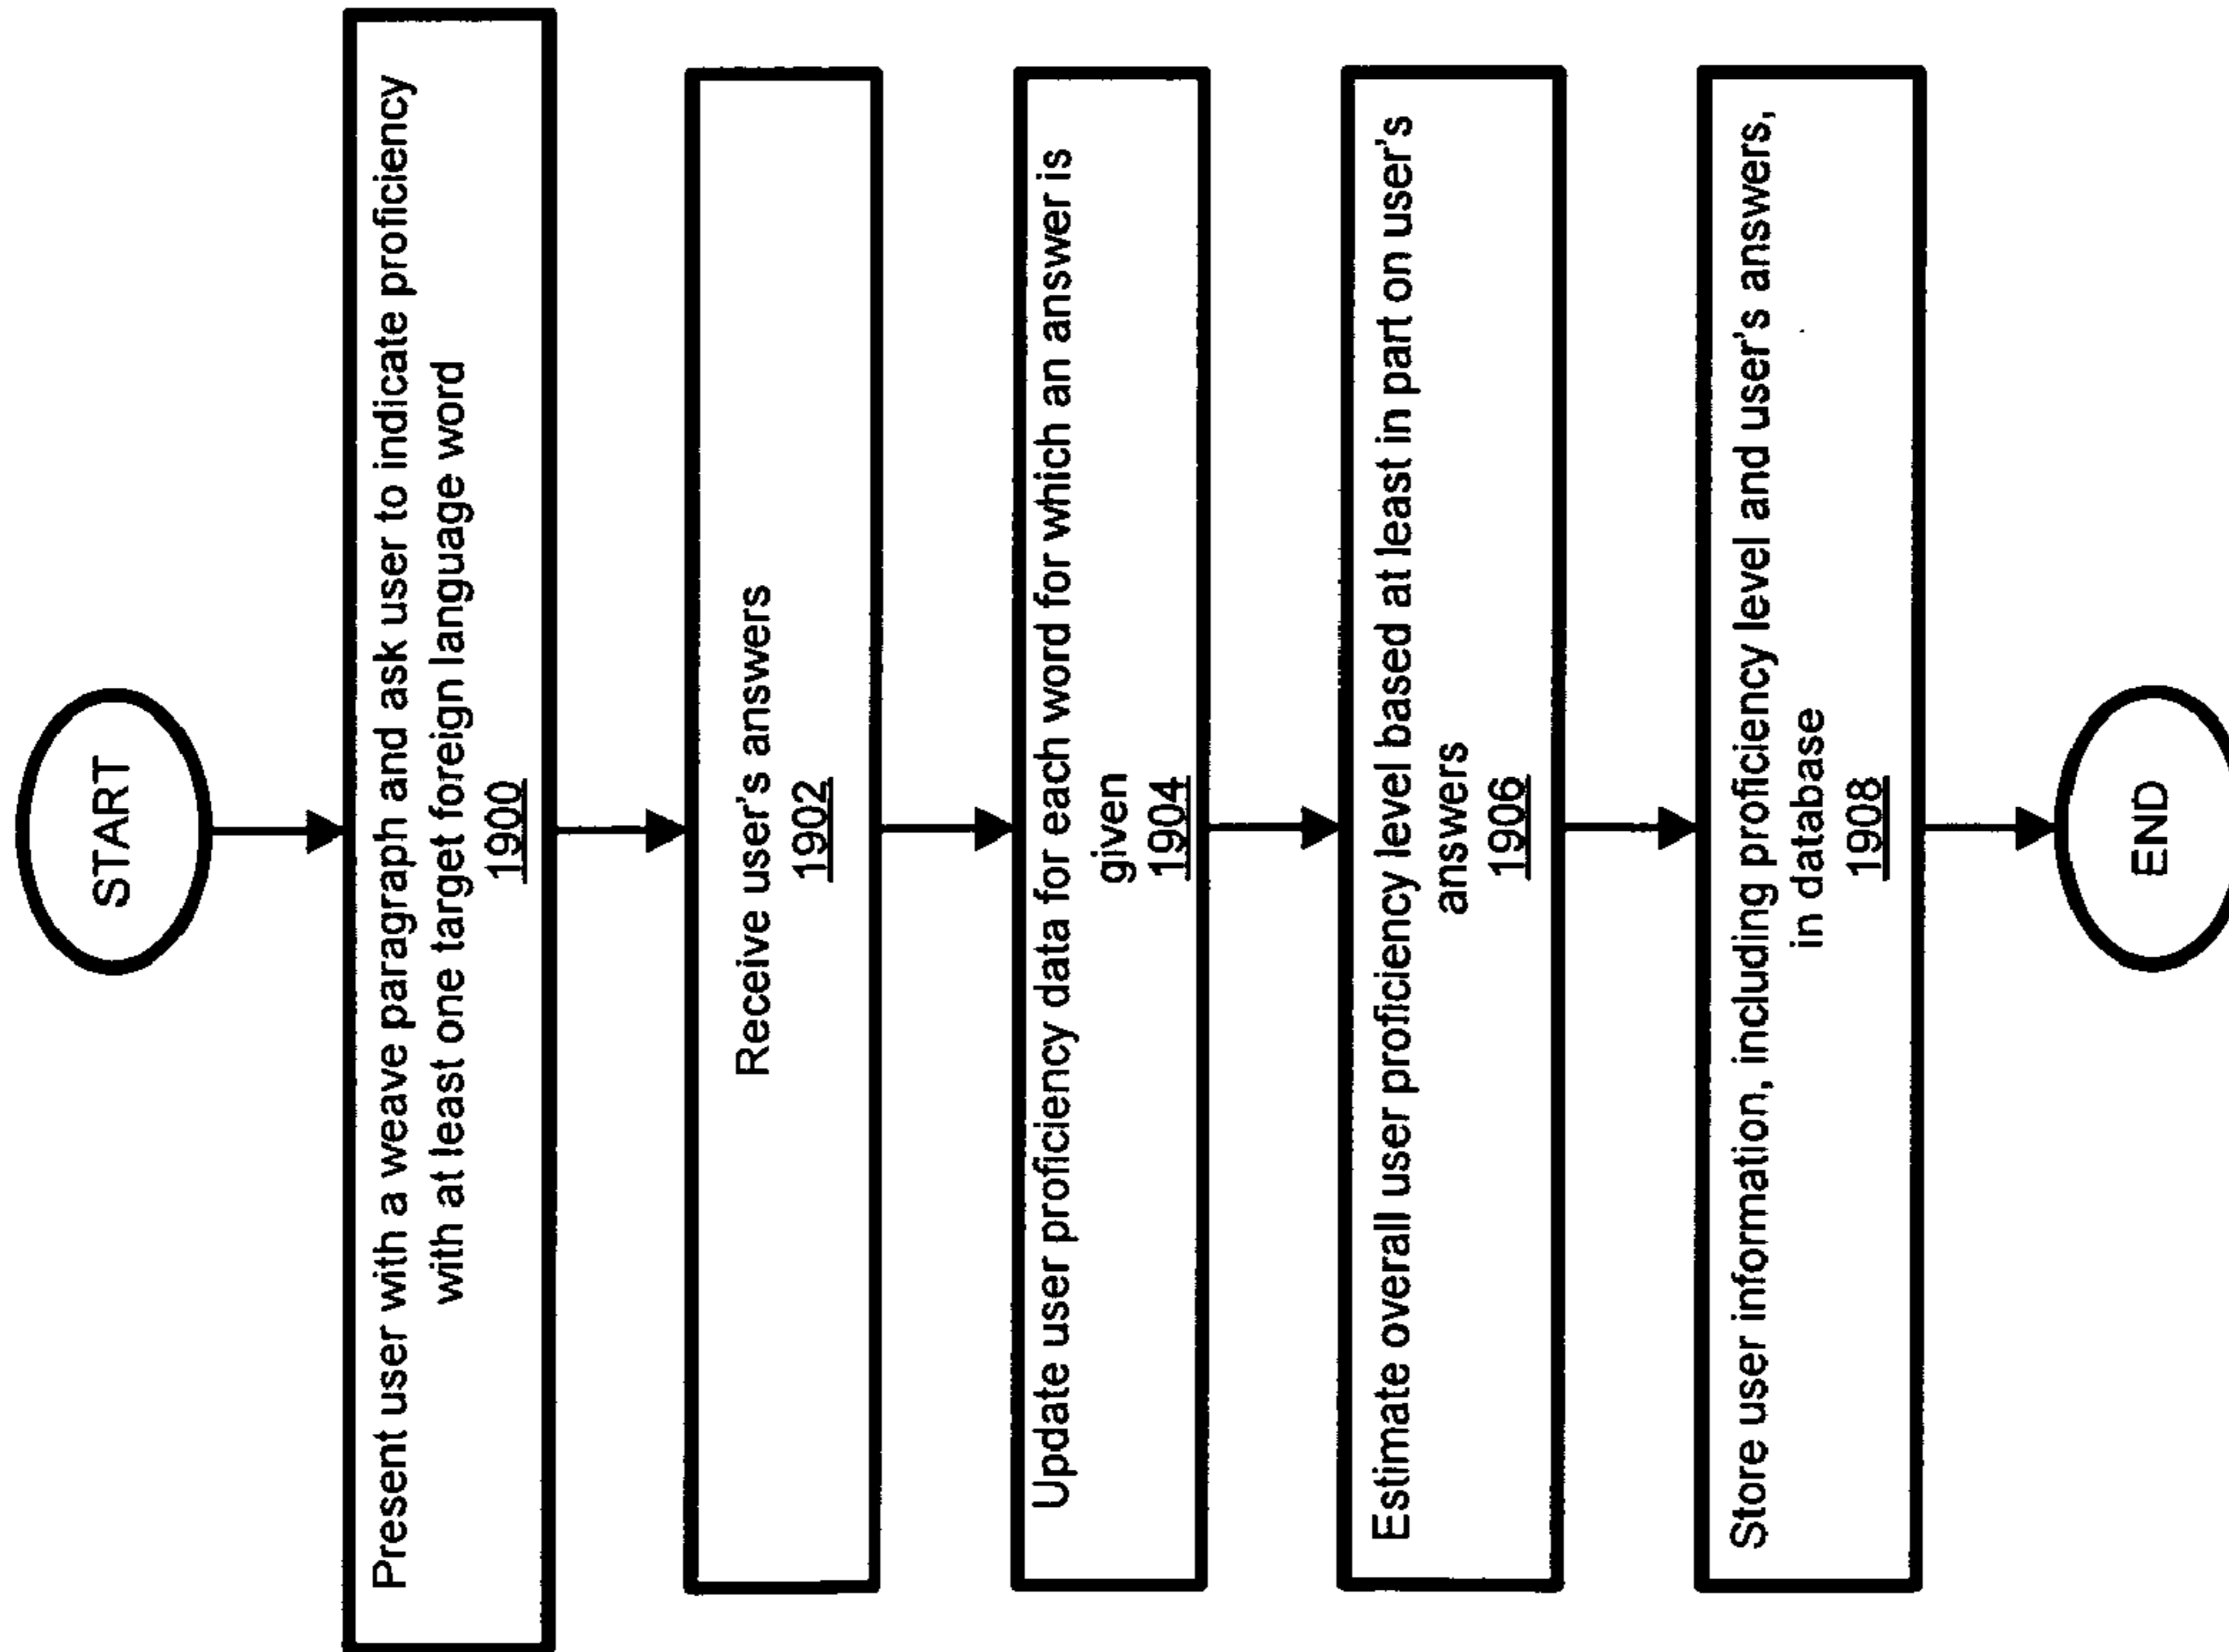 START
Present user with a weave paragraph and ask user to indicate proficiency
with at least one target foreign language word
1900
Receive user's answers
1902
Update user proficiency data for each word for which an answer is
given
1904
Estimate overall user proficiency level based at least in part on user's
answers
1906
Store user information, including proficiency level and user's answers,
in database
1908
END